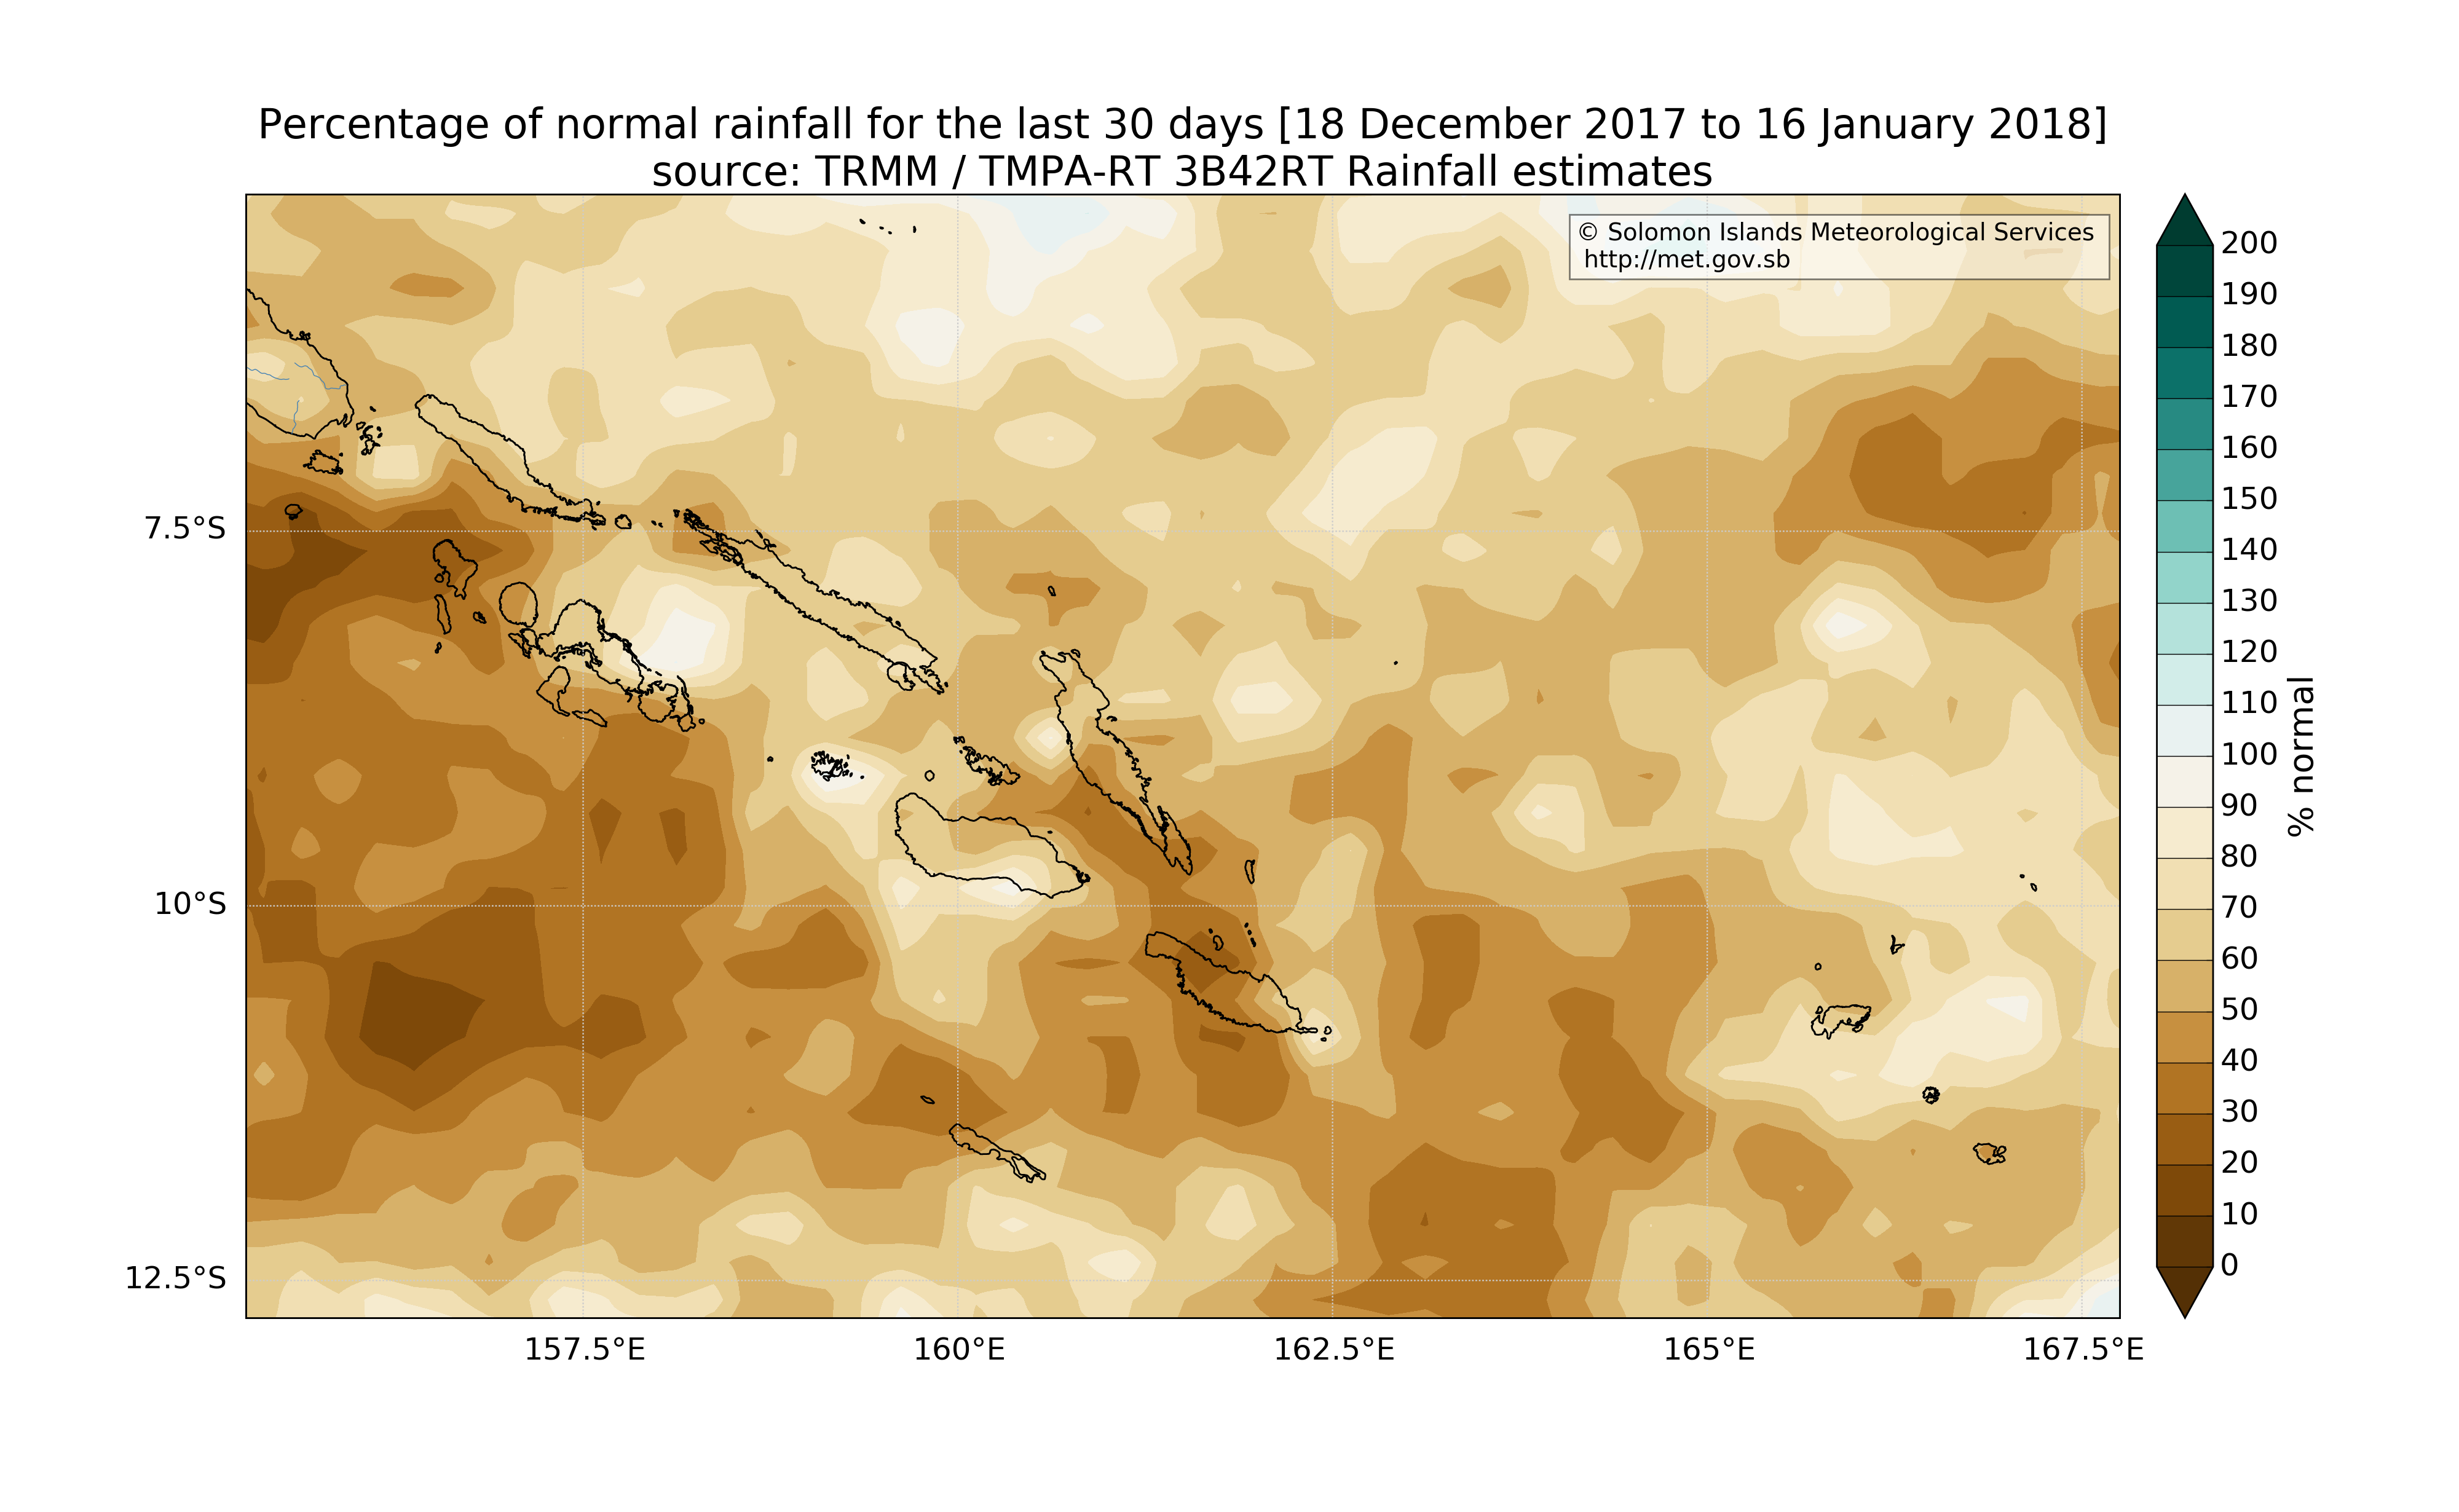 Percentage of normal rainfall for the last 30 days [18 December 2017 to 16 January 2018]
source: TRMM / TMPA-RT 3B42RT Rainfall estimates
© Solomon Islands Meteorological Services
http://met.gov.sb
7.5°S
10°S
12.5°S
157.5°E
160°E
162.5°E
165°E
167.5°E
200
190
180
170
160
150
140
130
120
110
100
90
80
70
60
50
40
30
20
10
0
% normal